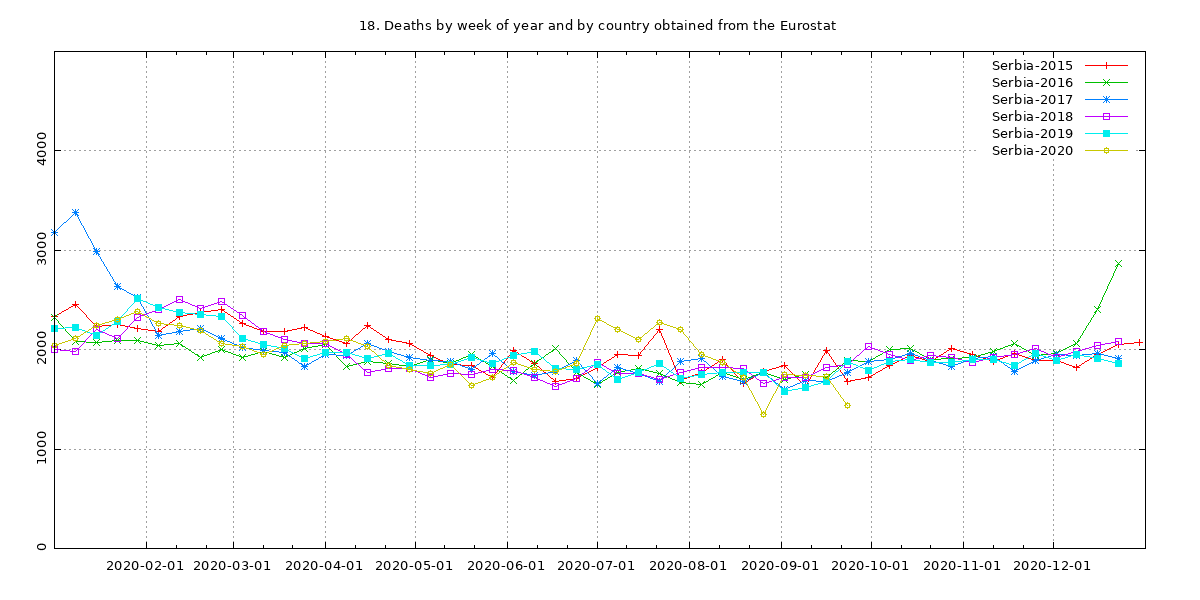 18. Deaths by week of year and by country obtained from the Eurostat
Serbia-2015
Serbia-2016
Serbia-2017
Serbia-2018
Serbia-2019
Serbia-2020
4000
3000
2000
1000
0
2020-02-01 2020-03-01 2020-04-01 2020-05-01 2020-06-01 2020-07-01 2020-08-01 2020-09-01 2020-10-01 2020-11-01 2020-12-01